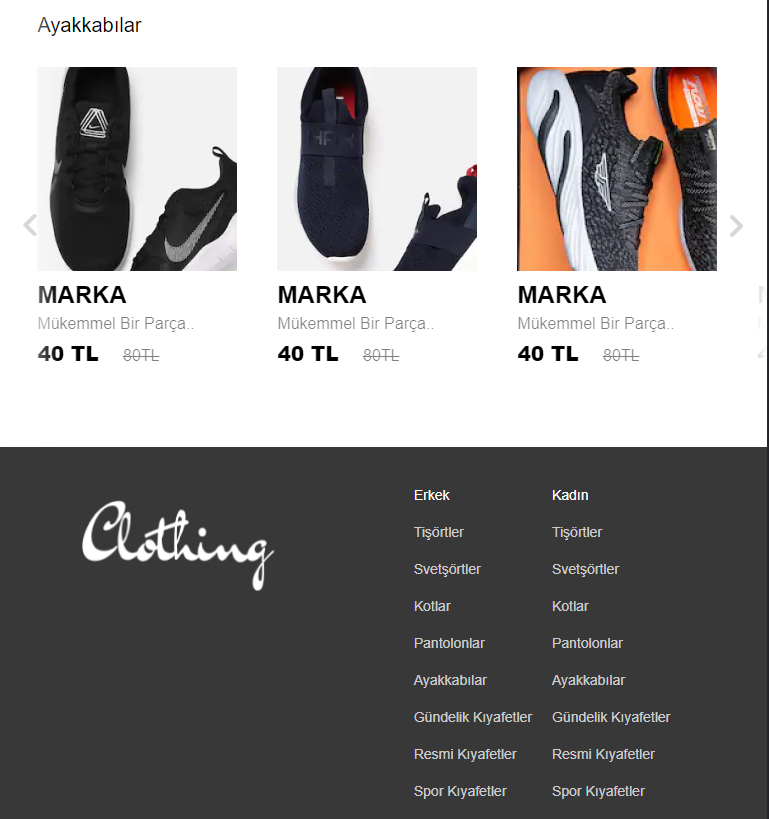 Ayakkabılar
HRX
MARKA
Mükemmel Bir Parça..
40 TL 80TL
MARKA
Mükemmel Bir Parça..
40 TL 80TL
MARKA
Mükemmel Bir Parça..
40 TL 80TL
Clothing
Erkek
Tişörtler
Svetşörtler
Kotlar
Pantolonlar
Ayakkabılar
Gündelik Kıyafetler
Resmi Kıyafetler
Spor Kıyafetler
Kadın
Tişörtler
Svetşörtler
Kotlar
Pantolonlar
Ayakkabılar
Gündelik Kıyafetler
Resmi Kıyafetler
Spor Kıyafetler